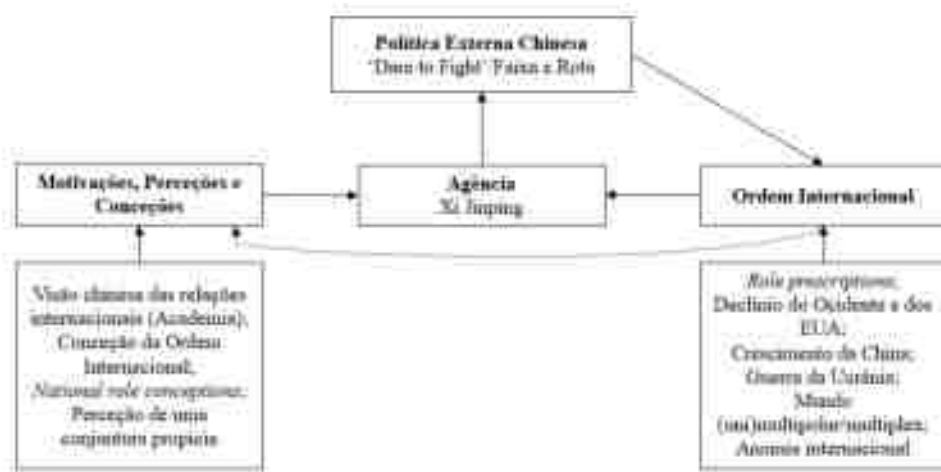 Política Externa Chinesa
'Dare to Fight' Faixa e Rota
Motivações, Perceções e
Conceções
Agência
Xi Jinping
Ordem Internacional
Visão chinesa das relações
internacionais (Academia);
Conceção da Ordem
Internacional;
National role conceptions;
Perceção de uma
conjuntura propícia
Role prescriptions;
Declínio do Ocidente e dos
EUA;
Crescimento da China;
Guerra da Ucrânia;
Mundo
(uni)multipolar/multiplex;
Anomia internacional